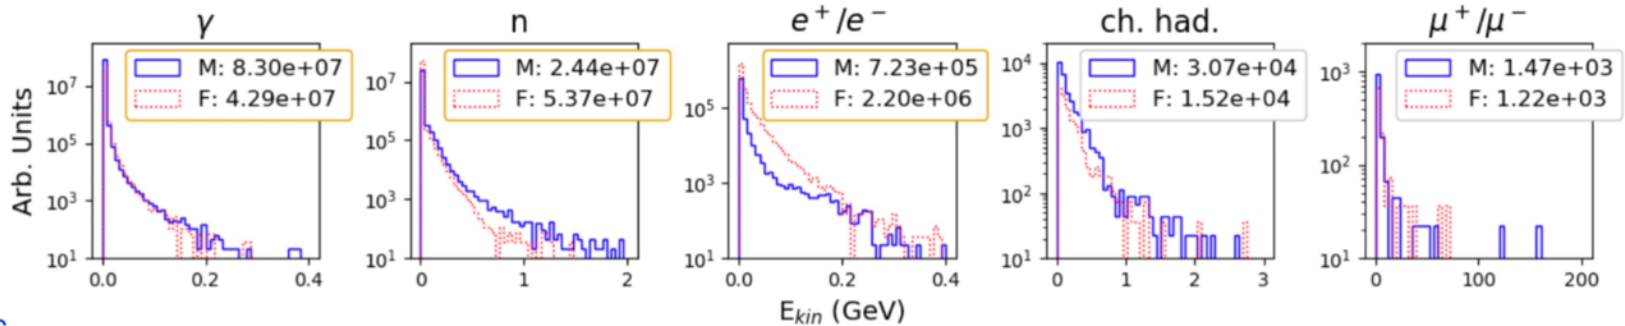 γ
n
e⁺/e⁻
ch. had.
μ⁺/μ⁻
Arb. Units
10⁷
10⁵
10³
10¹
M: 8.30e+07
F: 4.29e+07
0.0 0.2 0.4
10⁷
10⁵
10³
10¹
M: 2.44e+07
F: 5.37e+07
0 1 2
10⁵
10³
10¹
M: 7.23e+05
F: 2.20e+06
0.0 0.2 0.4
10⁴
10³
10²
10¹
M: 3.07e+04
F: 1.52e+04
0 1 2 3
10³
10²
10¹
M: 1.47e+03
F: 1.22e+03
0 100 200
E_kin (GeV)